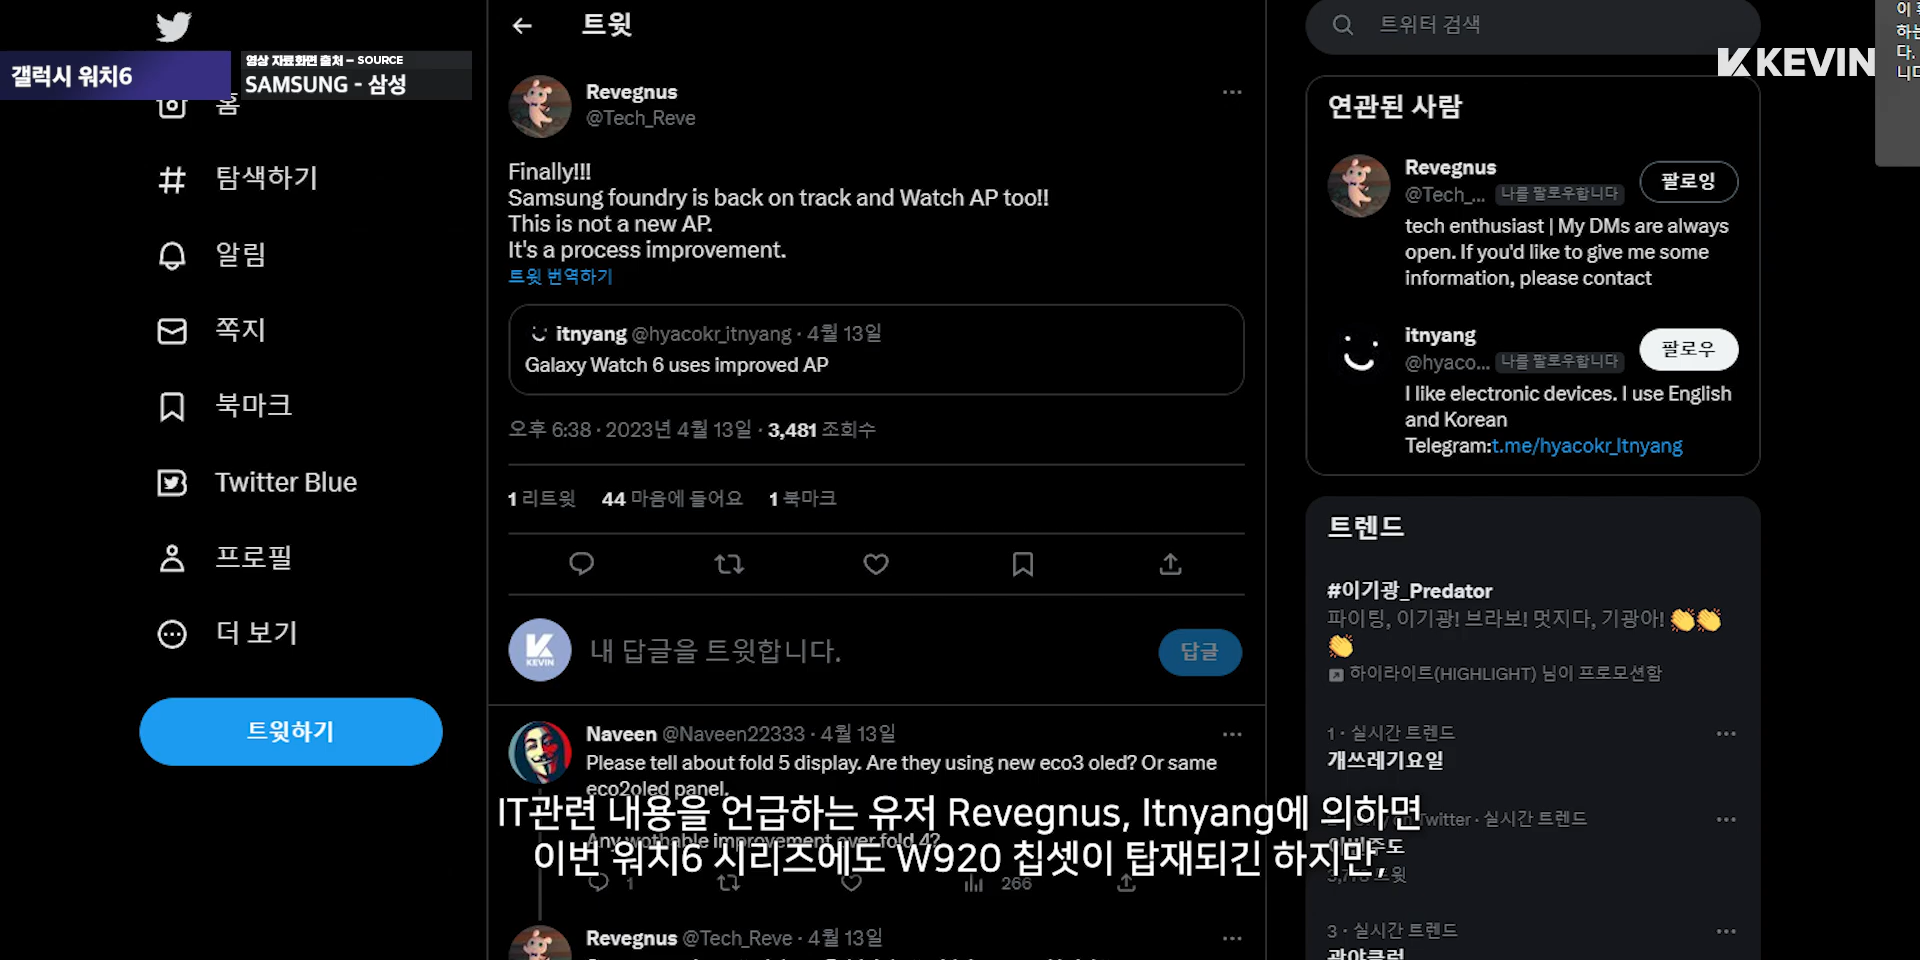 갤럭시 워치6
영상 자료화면 출처 – SOURCE
SAMSUNG - 삼성
홈
탐색하기
알림
쪽지
북마크
Twitter Blue
프로필
더 보기
트윗하기
트윗
Revegnus
@Tech_Reve
Finally!!!
Samsung foundry is back on track and Watch AP too!!
This is not a new AP.
It's a process improvement.
트윗 번역하기
itnyang @hyacokr_itnyang · 4월 13일
Galaxy Watch 6 uses improved AP
오후 6:38 · 2023년 4월 13일 · 3,481 조회수
1 리트윗 44 마음에 들어요 1 북마크
KEVIN
내 답글을 트윗합니다.
답글
Naveen @Naveen22333 · 4월 13일
Please tell about fold 5 display. Are they using new eco3 oled? Or same
eco2oled panel.
Any wothable improvement over fold 4?
1 266
Revegnus @Tech_Reve · 4월 13일
IT관련 내용을 언급하는 유저 Revegnus, Itnyang에 의하면
이번 워치6 시리즈에도 W920 칩셋이 탑재되긴 하지만,
트위터 검색
KEVIN
연관된 사람
Revegnus
@Tech_... 나를 팔로우합니다
팔로잉
tech enthusiast | My DMs are always
open. If you'd like to give me some
information, please contact
itnyang
@hyaco... 나를 팔로우합니다
팔로우
I like electronic devices. I use English
and Korean
Telegram:t.me/hyacokr_Itnyang
트렌드
#이기광_Predator
파이팅, 이기광! 브라보! 멋지다, 기광아! 👏👏
👏
하이라이트(HIGHLIGHT) 님이 프로모션함
1 · 실시간 트렌드
개쓰레기요일
Twitter · 실시간 트렌드
3 · 실시간 트렌드